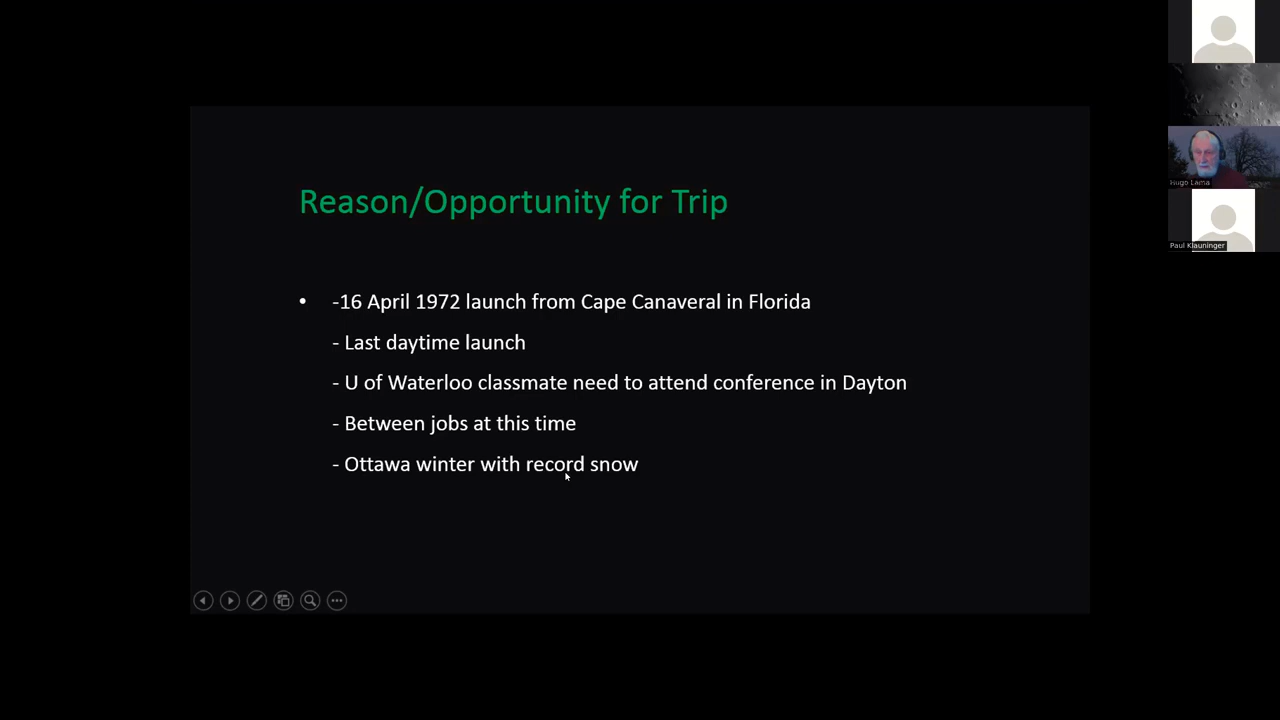 Reason/Opportunity for Trip
• -16 April 1972 launch from Cape Canaveral in Florida
- Last daytime launch
- U of Waterloo classmate need to attend conference in Dayton
- Between jobs at this time
- Ottawa winter with record snow
Hugo Lama
Paul Klauninger